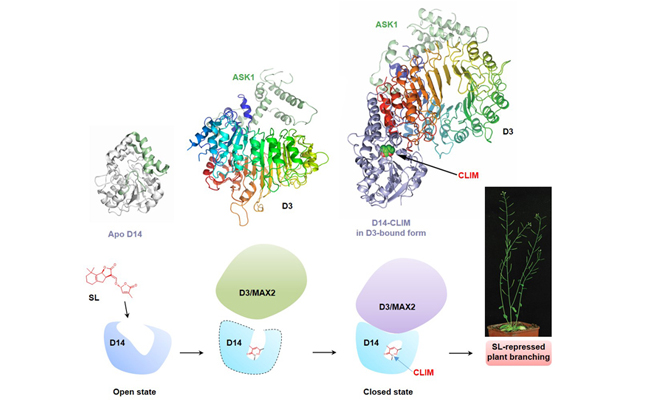 ASK1
ASK1
D3
CLIM
D3
Apo D14
D14-CLIM
in D3-bound form
D3/MAX2
D3/MAX2
SL
D14
D14
D14
CLIM
SL-repressed
plant branching
Open state
Closed state